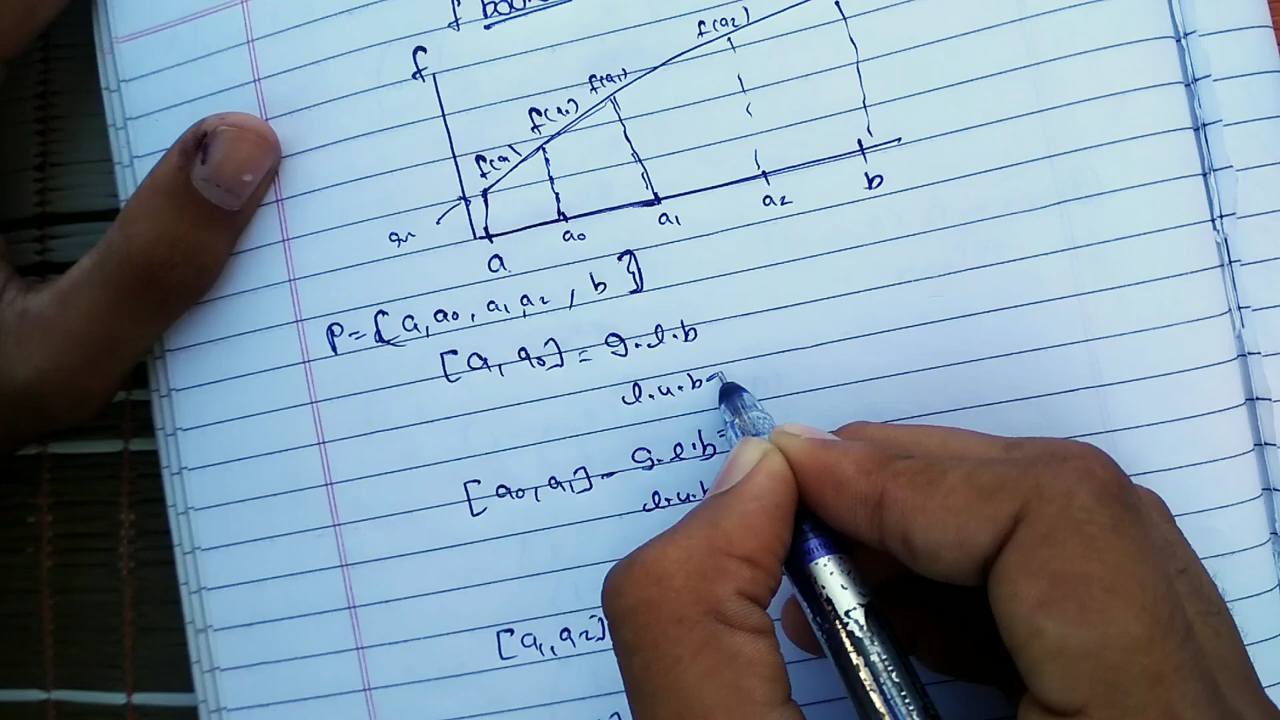 f
f(a2)
f
f(a1)
f(a0)
f(a)
b
a2
a1
a0
a
P={a,a0,a1,a2,b}
[a,a0]=g.l.b
l.u.b=
[a0,a1]=g.l.b=
l.u.b
[a1,a2]